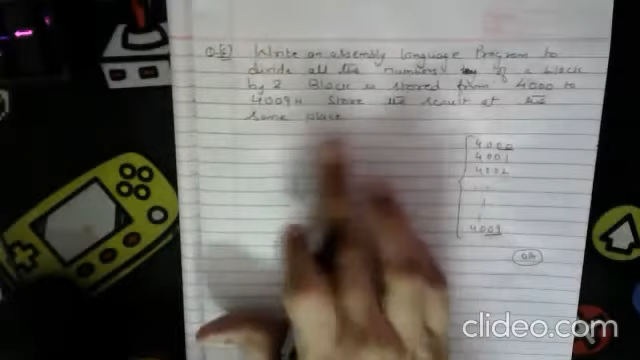 Q.6] Write an assembly language Program to
divide all the numbers of a block
by 2 Block is stored from 4000 to
4009H Store the result at the
same place
4000
4001
4002
4009
clideo.com